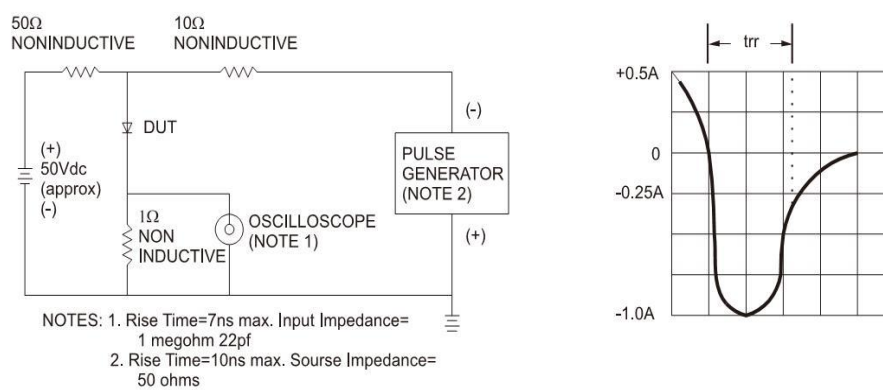 50Ω
NONINDUCTIVE
10Ω
NONINDUCTIVE
DUT
(+)
50Vdc
(approx)
(-)
1Ω
NON
INDUCTIVE
OSCILLOSCOPE
(NOTE 1)
(-)
PULSE
GENERATOR
(NOTE 2)
(+)
NOTES: 1. Rise Time=7ns max. Input Impedance=
1 megohm 22pf
2. Rise Time=10ns max. Sourse Impedance=
50 ohms
trr
+0.5A
0
-0.25A
-1.0A